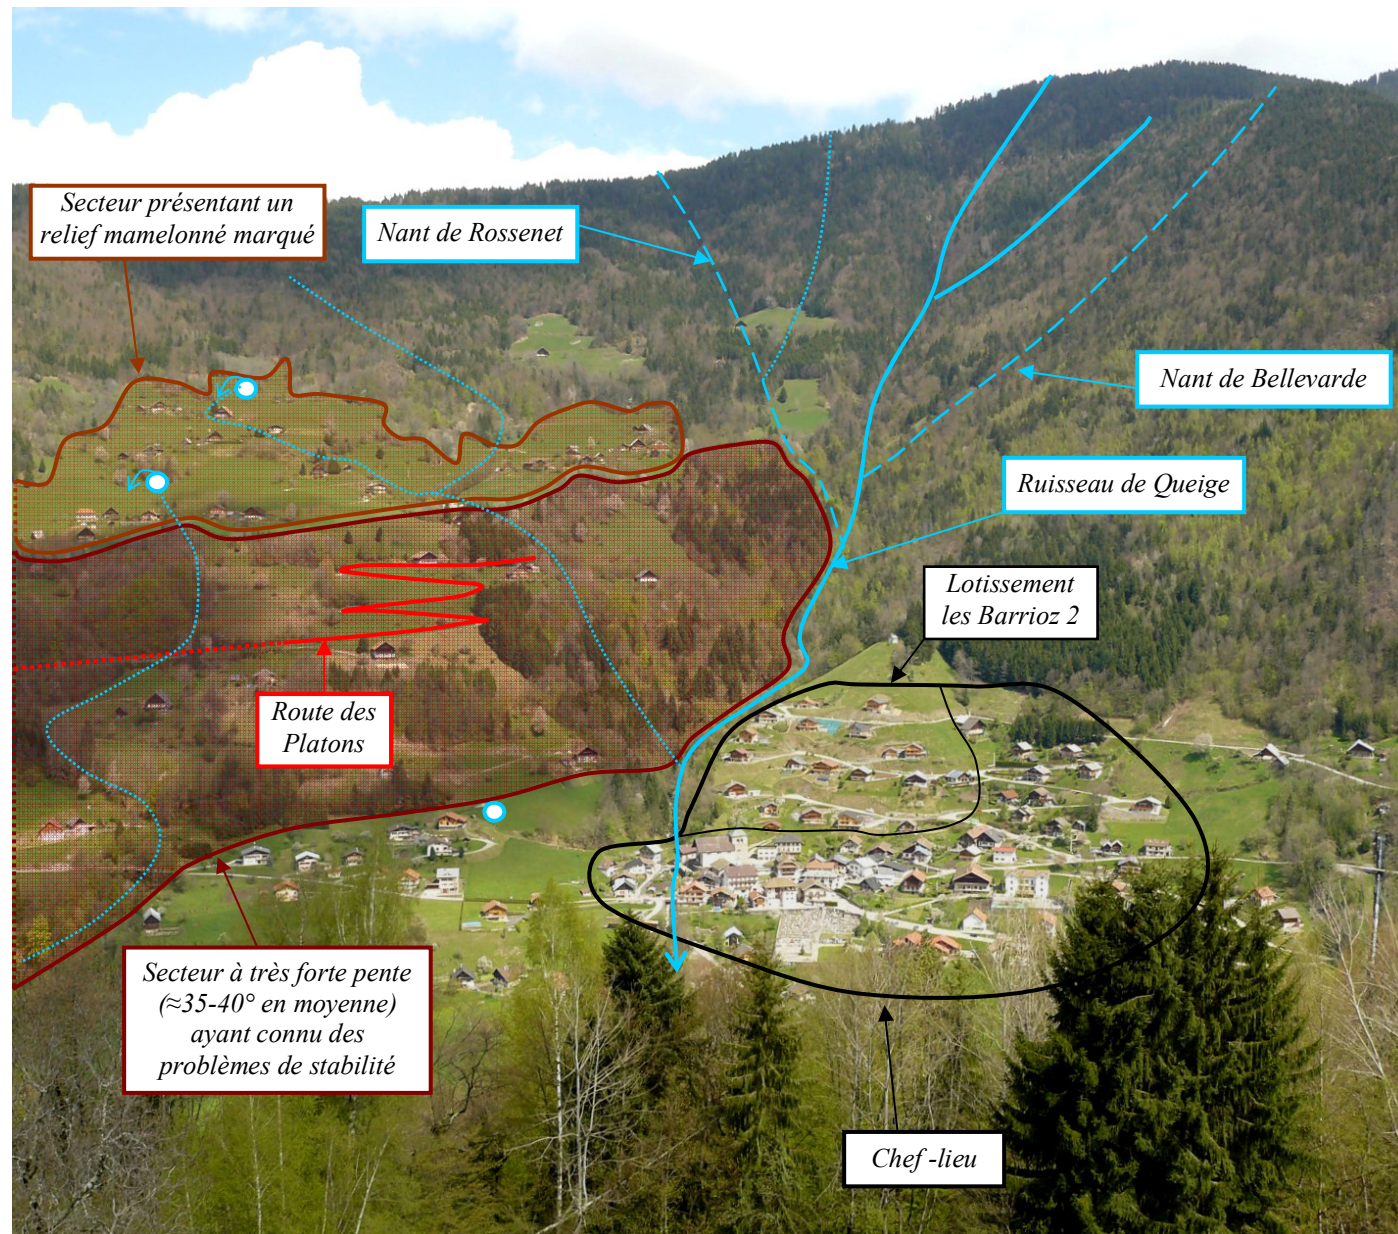 Secteur présentant un
relief mamelonné marqué
Nant de Rossenet
Nant de Bellevarde
Ruisseau de Queige
Lotissement
les Barrioz 2
Route des
Platons
Secteur à très forte pente
(≈35-40° en moyenne)
ayant connu des
problèmes de stabilité
Chef -lieu